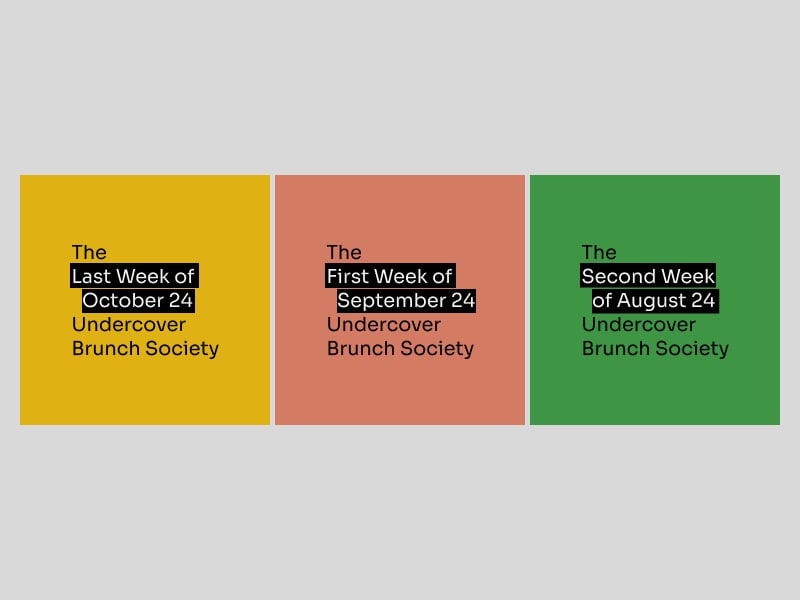 The
Last Week of
October 24
Undercover
Brunch Society
The
First Week of
September 24
Undercover
Brunch Society
The
Second Week
of August 24
Undercover
Brunch Society